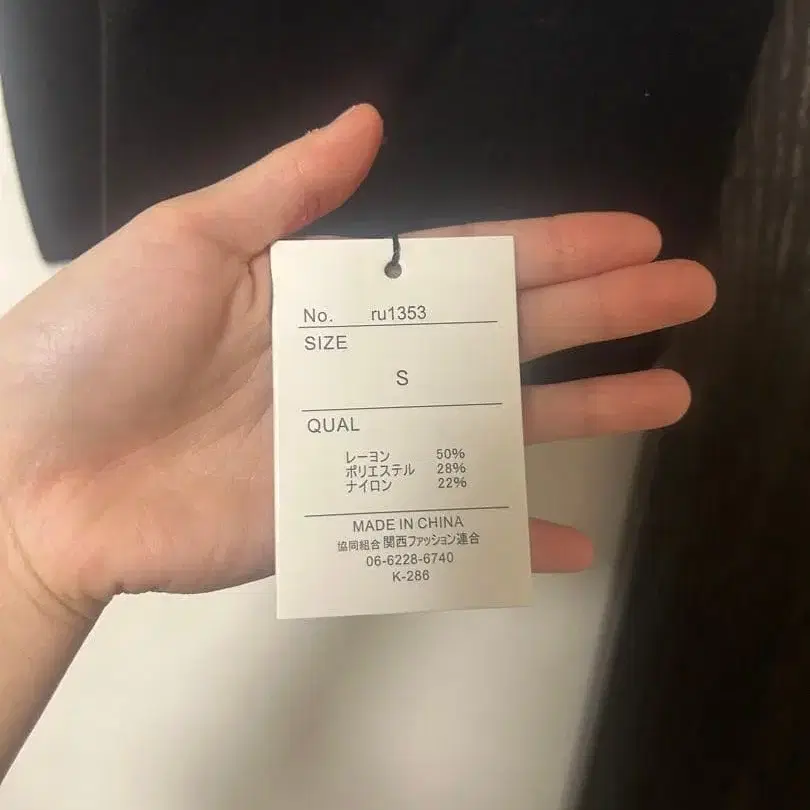 No. ru1353
SIZE
S
QUAL
レーヨン 50%
ポリエステル 28%
ナイロン 22%
MADE IN CHINA
協同組合 関西ファッション連合
06-6228-6740
K-286